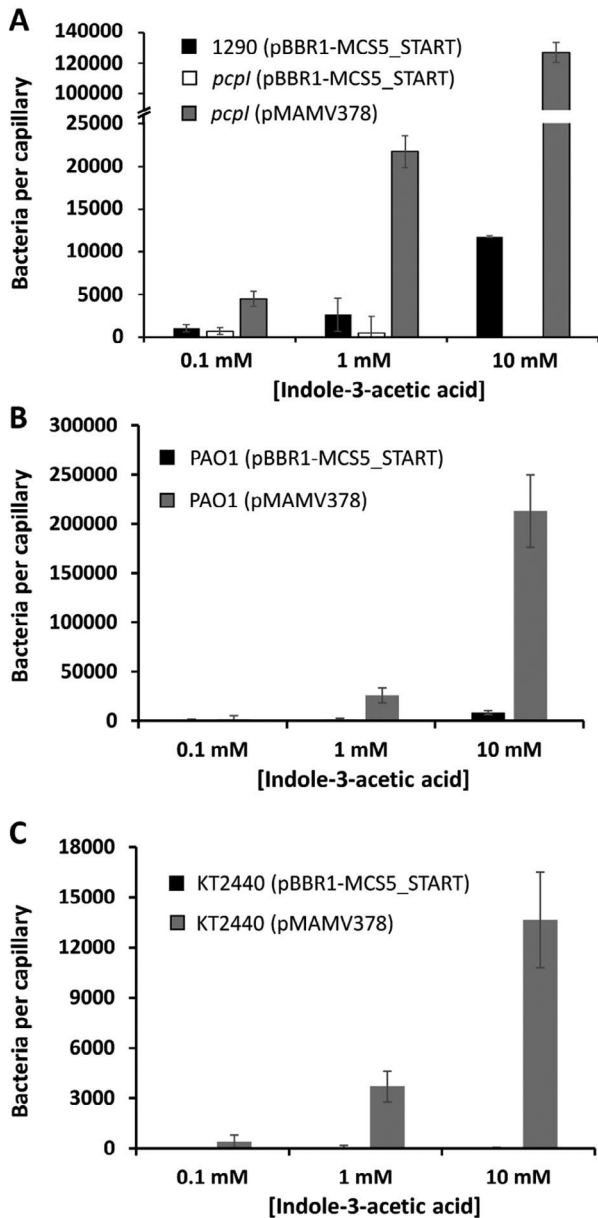 A
140000
120000
100000
25000
20000
15000
10000
5000
0
Bacteria per capillary
1290 (pBBR1-MCS5_START)
pcpI (pBBR1-MCS5_START)
pcpI (pMAMV378)
0.1 mM 1 mM 10 mM
[Indole-3-acetic acid]
B
300000
250000
200000
150000
100000
50000
0
Bacteria per capillary
PAO1 (pBBR1-MCS5_START)
PAO1 (pMAMV378)
0.1 mM 1 mM 10 mM
[Indole-3-acetic acid]
C
18000
15000
12000
9000
6000
3000
0
Bacteria per capillary
KT2440 (pBBR1-MCS5_START)
KT2440 (pMAMV378)
0.1 mM 1 mM 10 mM
[Indole-3-acetic acid]